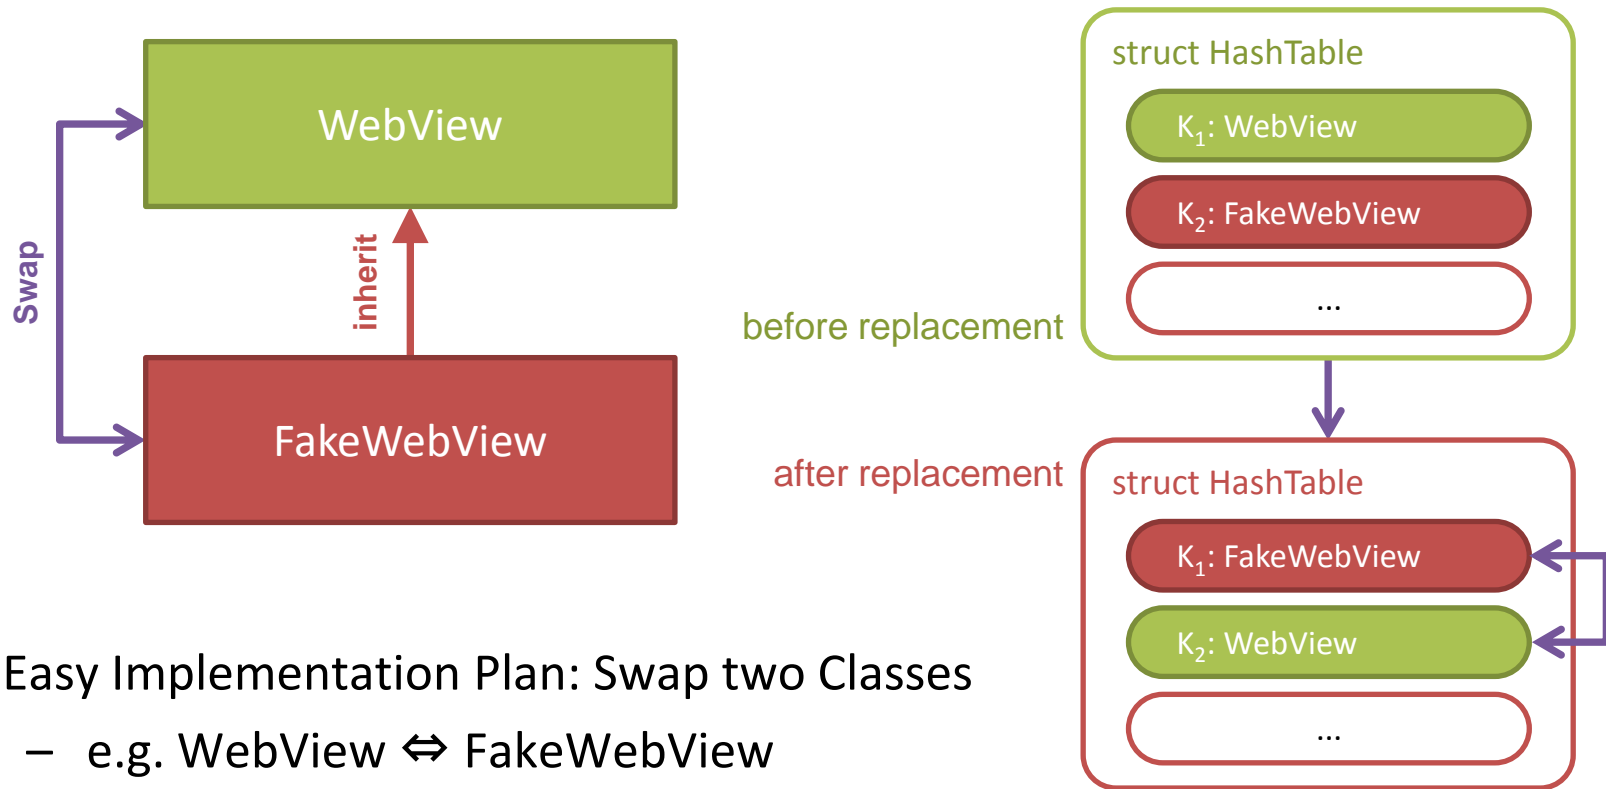 WebView
Swap
inherit
FakeWebView
before replacement
after replacement
struct HashTable
K₁: WebView
K₂: FakeWebView
...
struct HashTable
K₁: FakeWebView
K₂: WebView
...
Easy Implementation Plan: Swap two Classes
– e.g. WebView ⇔ FakeWebView